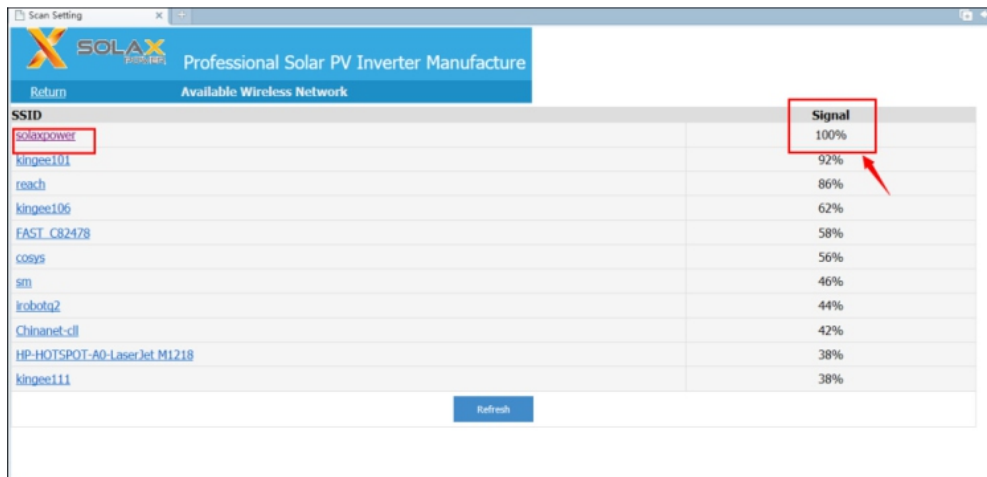 Scan Setting
SOLAX
POWER
Professional Solar PV Inverter Manufacture
Return Available Wireless Network
SSID Signal
solaxpower 100%
kingee101 92%
reach 86%
kingee106 62%
FAST_C82478 58%
cosys 56%
sm 46%
irobotq2 44%
Chinanet-cll 42%
HP-HOTSPOT-A0-LaserJet M1218 38%
kingee111 38%
Refresh